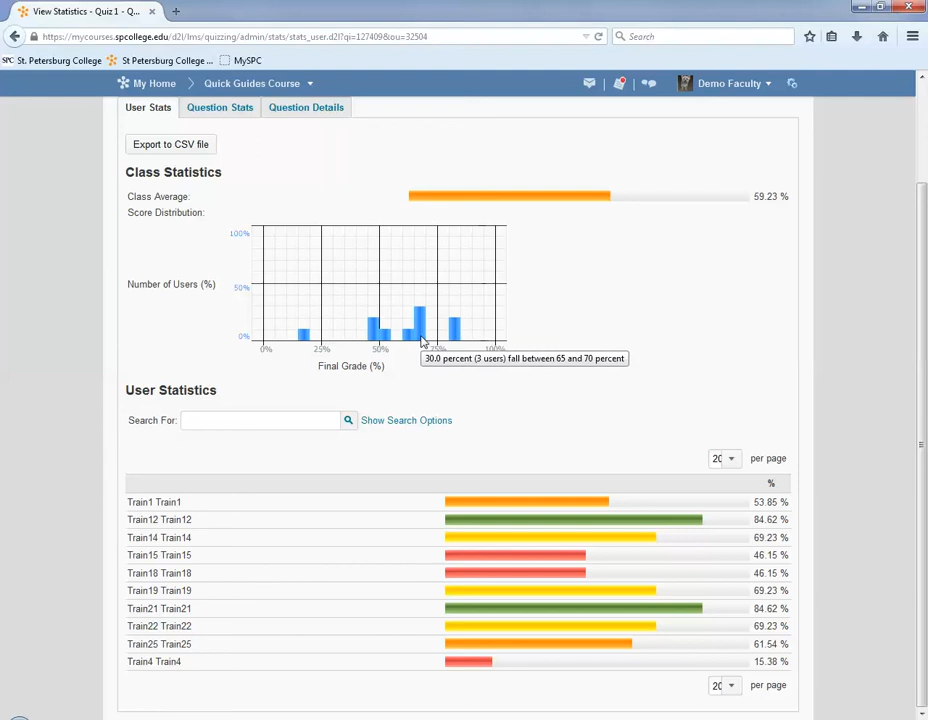 View Statistics - Quiz 1 - Q...
https://mycourses.spcollege.edu/d2l/lms/quizzing/admin/stats/stats_user.d2l?qi=127409&ou=32504
Search
SPC St. Petersburg College
St Petersburg College ...
MySPC
My Home
Quick Guides Course
Demo Faculty
User Stats
Question Stats
Question Details
Export to CSV file
Class Statistics
Class Average:
59.23 %
Score Distribution:
100%
Number of Users (%)
50%
0%
0%
25%
50%
75%
100%
30.0 percent (3 users) fall between 65 and 70 percent
Final Grade (%)
User Statistics
Search For:
Show Search Options
20 per page
%
Train1 Train1 53.85 %
Train12 Train12 84.62 %
Train14 Train14 69.23 %
Train15 Train15 46.15 %
Train18 Train18 46.15 %
Train19 Train19 69.23 %
Train21 Train21 84.62 %
Train22 Train22 69.23 %
Train25 Train25 61.54 %
Train4 Train4 15.38 %
20 per page